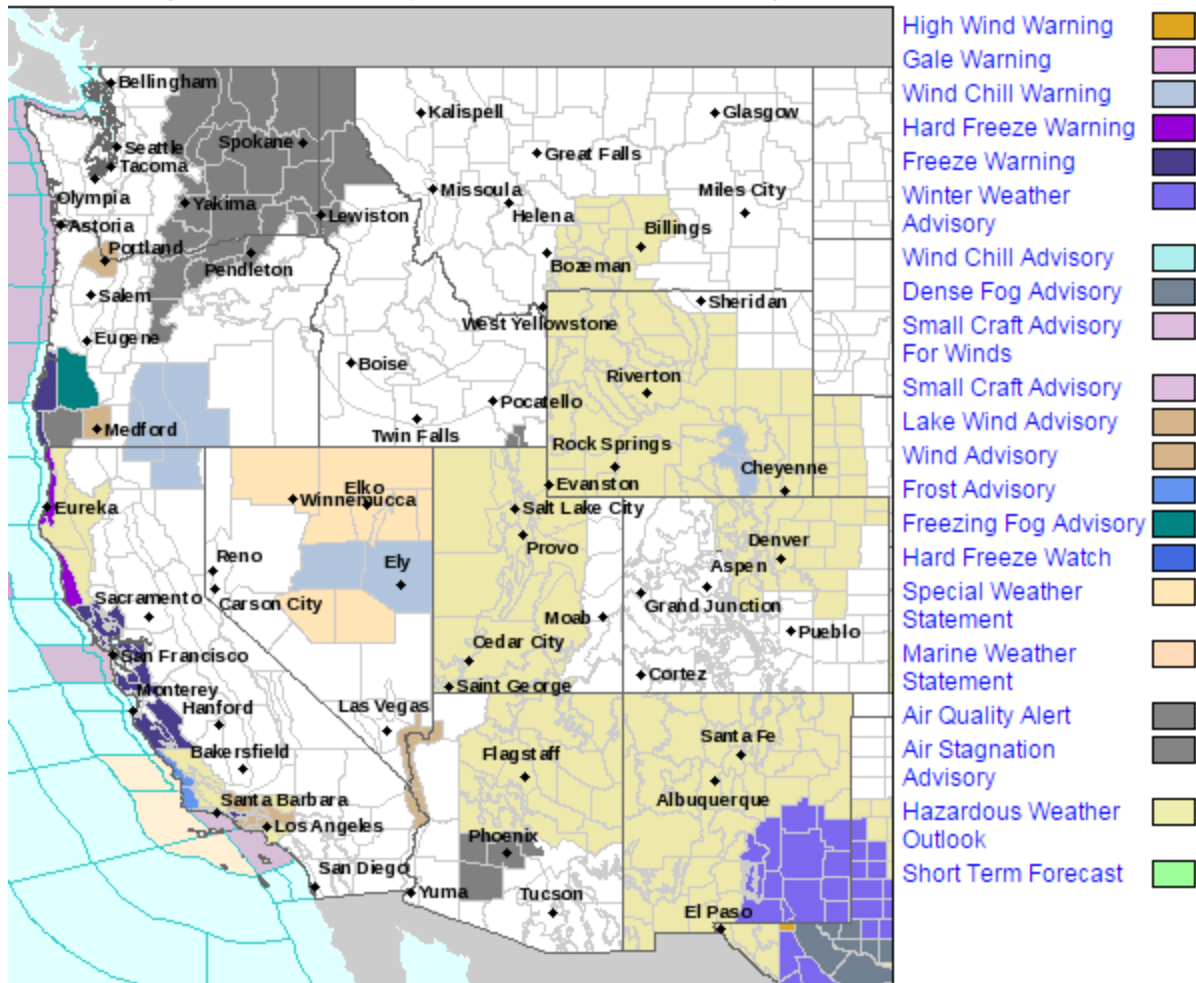 Bellingham
Kalispell
Glasgow
Seattle
Spokane
Great Falls
Tacoma
Olympia
Yakima
Missoula
Miles City
Lewiston
Helena
Astoria
Billings
Portland
Pendleton
Bozeman
Salem
Sheridan
West Yellowstone
Eugene
Boise
Riverton
Pocatello
Medford
Twin Falls
Rock Springs
Cheyenne
Evanston
Elko
Winnemucca
Eureka
Salt Lake City
Provo
Denver
Reno
Ely
Aspen
Sacramento
Carson City
Grand Junction
Moab
Pueblo
San Francisco
Cedar City
Cortez
Monterey
Saint George
Hanford
Las Vegas
Bakersfield
Flagstaff
Santa Fe
Santa Barbara
Albuquerque
Los Angeles
Phoenix
San Diego
Yuma
Tucson
El Paso
High Wind Warning
Gale Warning
Wind Chill Warning
Hard Freeze Warning
Freeze Warning
Winter Weather
Advisory
Wind Chill Advisory
Dense Fog Advisory
Small Craft Advisory
For Winds
Small Craft Advisory
Lake Wind Advisory
Wind Advisory
Frost Advisory
Freezing Fog Advisory
Hard Freeze Watch
Special Weather
Statement
Marine Weather
Statement
Air Quality Alert
Air Stagnation
Advisory
Hazardous Weather
Outlook
Short Term Forecast